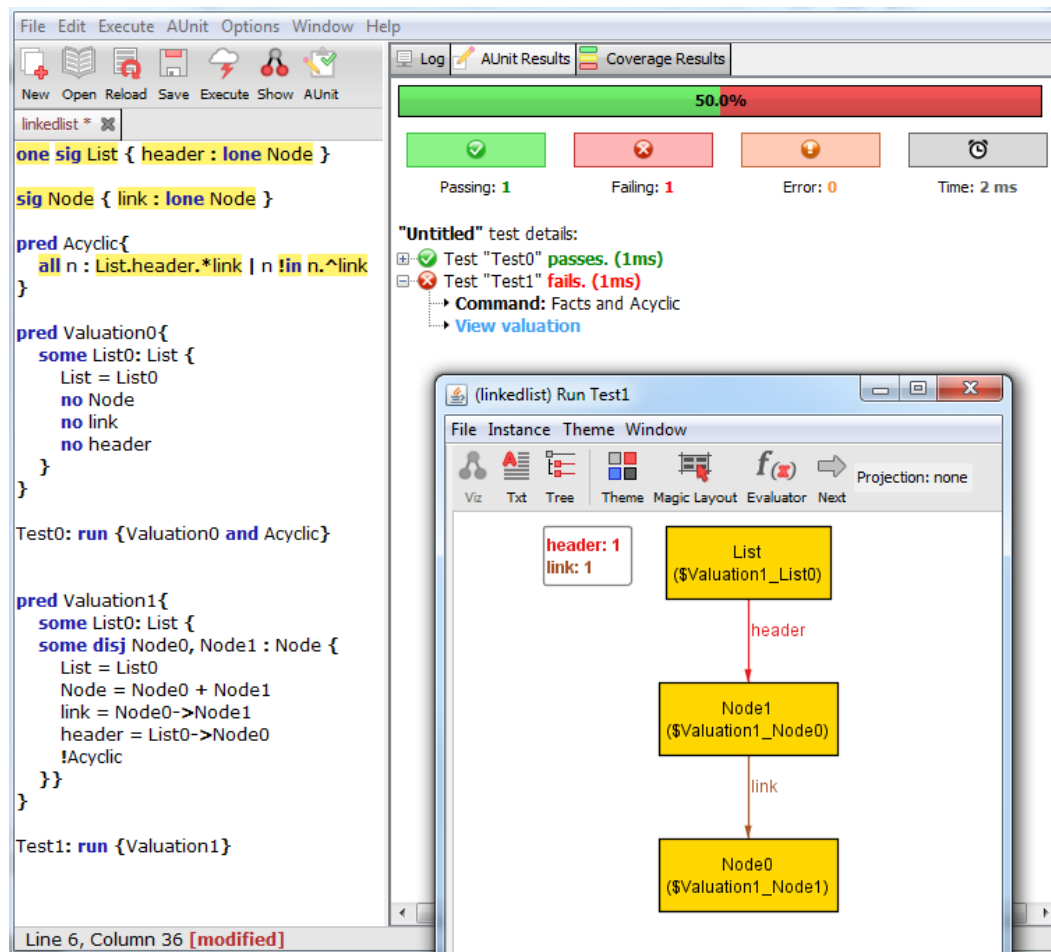 File Edit Execute AUnit Options Window Help
New Open Reload Save Execute Show AUnit
linkedlist *
one sig List { header : lone Node }
sig Node { link : lone Node }
pred Acyclic{
all n : List.header.*link | n !in n.^link
}
pred Valuation0{
some List0: List {
List = List0
no Node
no link
no header
}
}
Test0: run {Valuation0 and Acyclic}
pred Valuation1{
some List0: List {
some disj Node0, Node1 : Node {
List = List0
Node = Node0 + Node1
link = Node0->Node1
header = List0->Node0
!Acyclic
}}
}
Test1: run {Valuation1}
Line 6, Column 36 [modified]
Log AUnit Results Coverage Results
50.0%
Passing: 1 Failing: 1 Error: 0 Time: 2 ms
"Untitled" test details:
Test "Test0" passes. (1ms)
Test "Test1" fails. (1ms)
Command: Facts and Acyclic
View valuation
(linkedlist) Run Test1
File Instance Theme Window
Viz Txt Tree Theme Magic Layout Evaluator Next Projection: none
header: 1
link: 1
List
($Valuation1_List0)
header
Node1
($Valuation1_Node0)
link
Node0
($Valuation1_Node1)